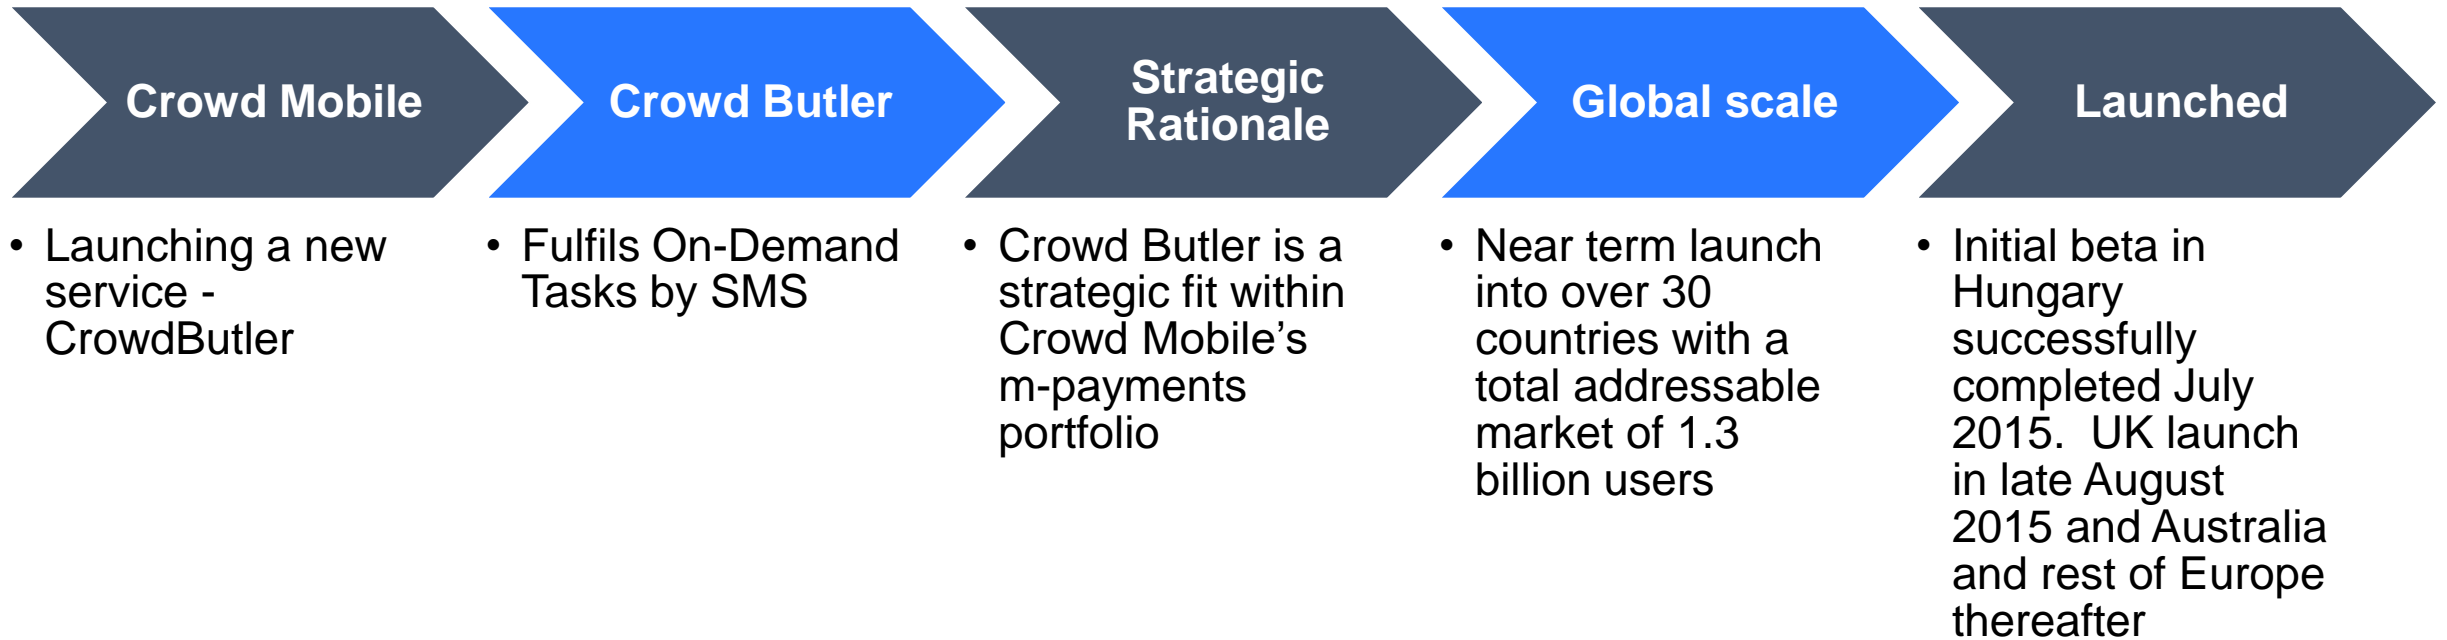 Crowd Mobile
Crowd Butler
Strategic
Rationale
Global scale
Launched
• Launching a new
service -
CrowdButler
• Fulfils On-Demand
Tasks by SMS
• Crowd Butler is a
strategic fit within
Crowd Mobile’s
m-payments
portfolio
• Near term launch
into over 30
countries with a
total addressable
market of 1.3
billion users
• Initial beta in
Hungary
successfully
completed July
2015.  UK launch
in late August
2015 and Australia
and rest of Europe
thereafter